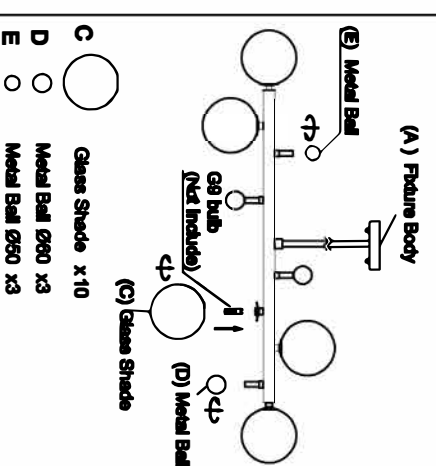 (A) Fixture Body
(E) Metal Ball
G9 bulb
(Not Include)
(C) Glass Shade
(D) Metal Ball
C Glass Shade x10
D Metal Ball Ø80 x3
E Metal Ball Ø60 x3